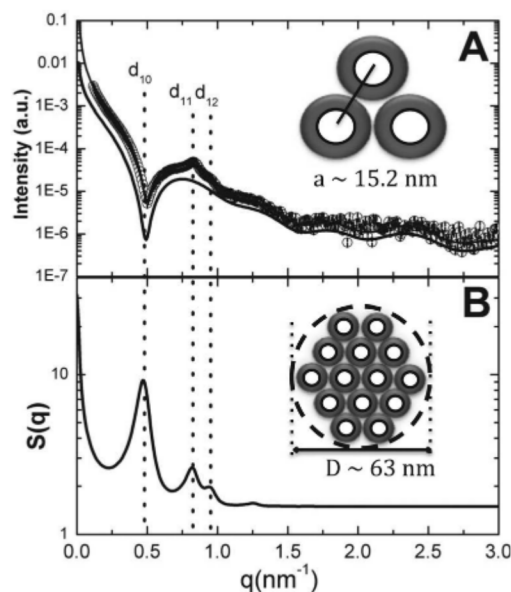 0.1
0.01
1E-3
1E-4
1E-5
1E-6
1E-7
Intensity (a.u.)
d10
d11
d12
A
a ~ 15.2 nm
B
10
1
S(q)
D ~ 63 nm
0.0 0.5 1.0 1.5 2.0 2.5 3.0
q(nm⁻¹)